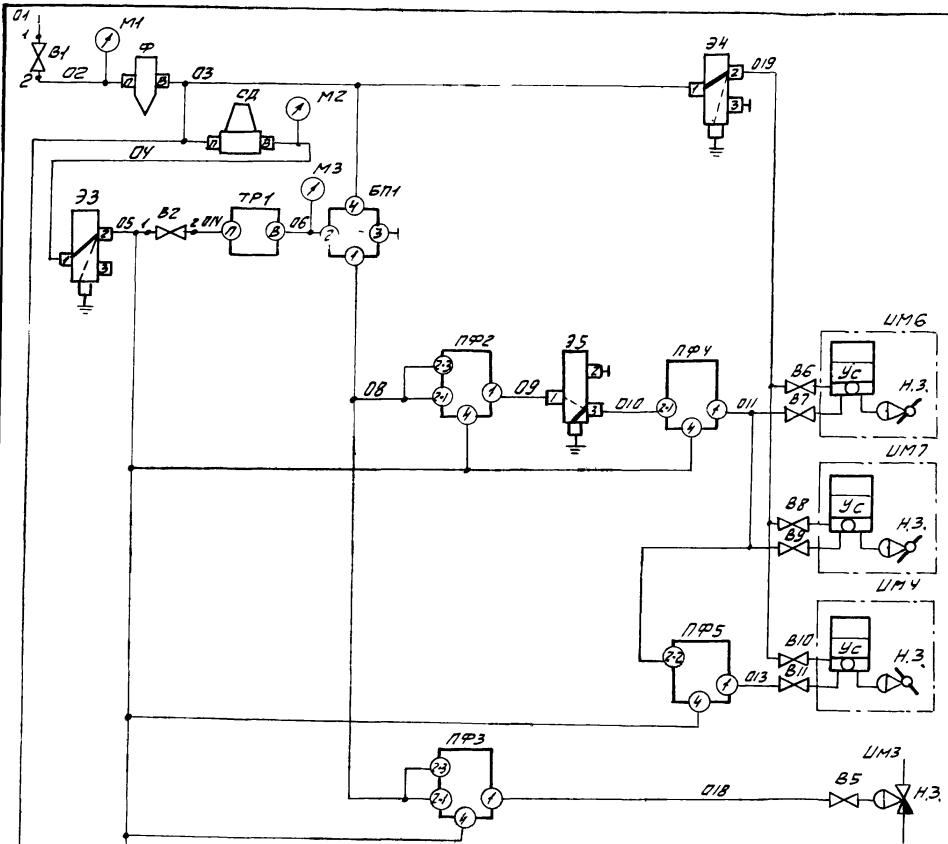 01
1
В1
2
02
М1
Ф
П
В
03
СД
П
В
М2
04
Э4
1
2
3
019
Э3
1
2
3
05
1
В2
2
014
ТР1
П
В
06
М3
БП1
4
2
3
1
08
ПФ2
2-3
2-1
1
4
09
Э5
1
2
3
010
ПФ4
2-1
1
4
011
В6
В7
ИМ6
УС
Н.З.
ИМ7
В8
В9
УС
Н.З.
ИМ4
В10
В11
УС
Н.З.
ПФ5
2-2
1
4
013
ПФ3
2-3
2-1
1
4
018
В5
ИМ3
Н.З.